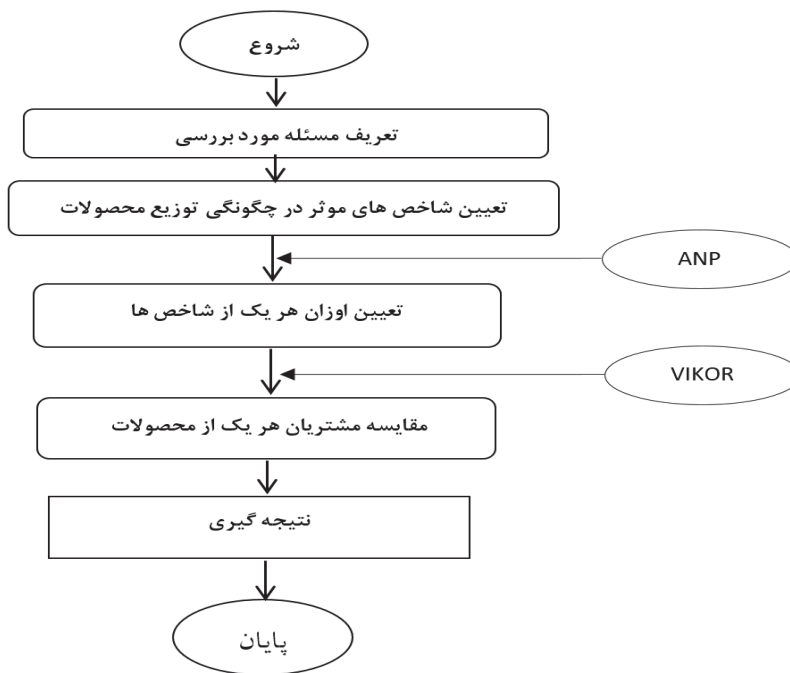 شروع
تعریف مسئله مورد بررسی
تعیین شاخص های موثر در چگونگی توزیع محصولات
ANP
تعیین اوزان هر یک از شاخص ها
VIKOR
مقایسه مشتریان هر یک از محصولات
نتیجه گیری
پایان